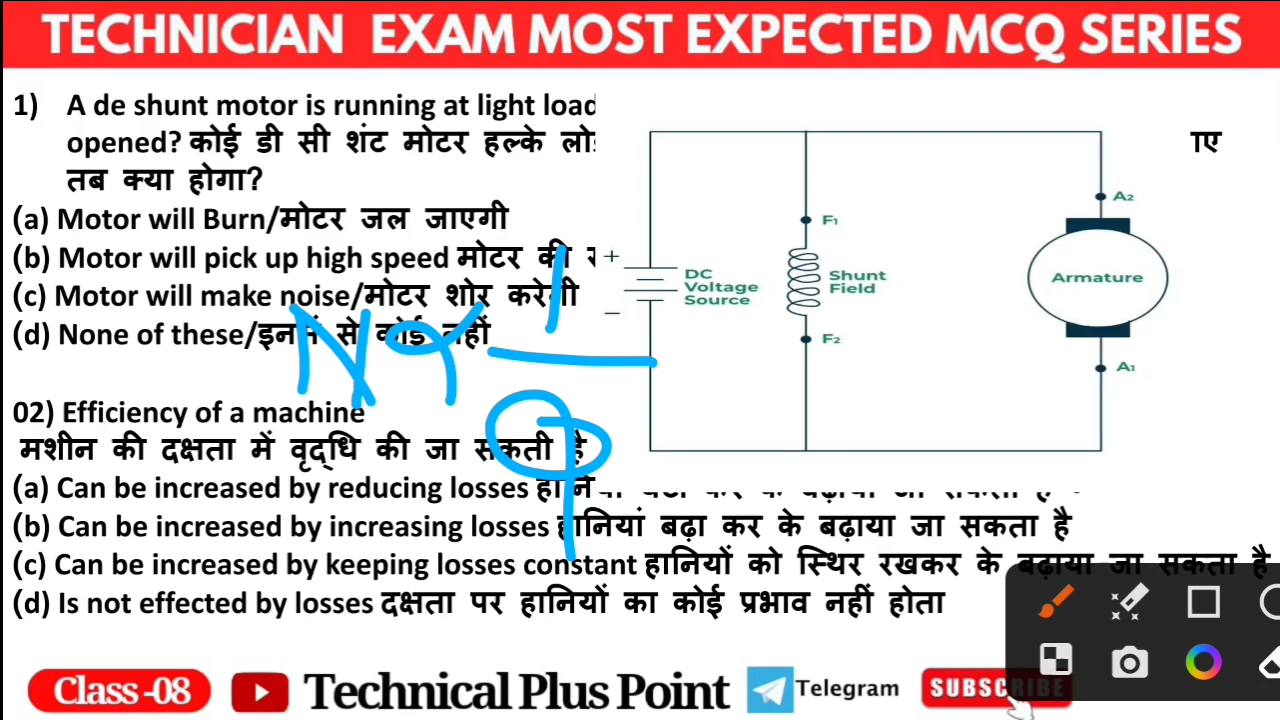 TECHNICIAN EXAM MOST EXPECTED MCQ SERIES
1) A de shunt motor is running at light load
opened? कोई डी सी शंट मोटर हल्के
तब क्या होगा?
(a) Motor will Burn/मोटर जल जाएगी
(b) Motor will pick up high speed मोटर की
(c) Motor will make noise/मोटर शोर करेगी
(d) None of these/इनमें से कोई नहीं
02) Efficiency of a machine
मशीन की दक्षता में वृद्धि की जा सकती है
(a) Can be increased by reducing losses
(b) Can be increased by increasing losses हानियां बढ़ा कर के बढ़ाया जा सकता है
(c) Can be increased by keeping losses constant हानियों को स्थिर रखकर के बढ़ाया जा सकता है
(d) Is not effected by losses दक्षता पर हानियों का कोई प्रभाव नहीं होता
+
DC
Voltage
Source
−
F1
Shunt
Field
F2
A2
Armature
A1
Class -08
Technical Plus Point
Telegram
SUBSCRIBE